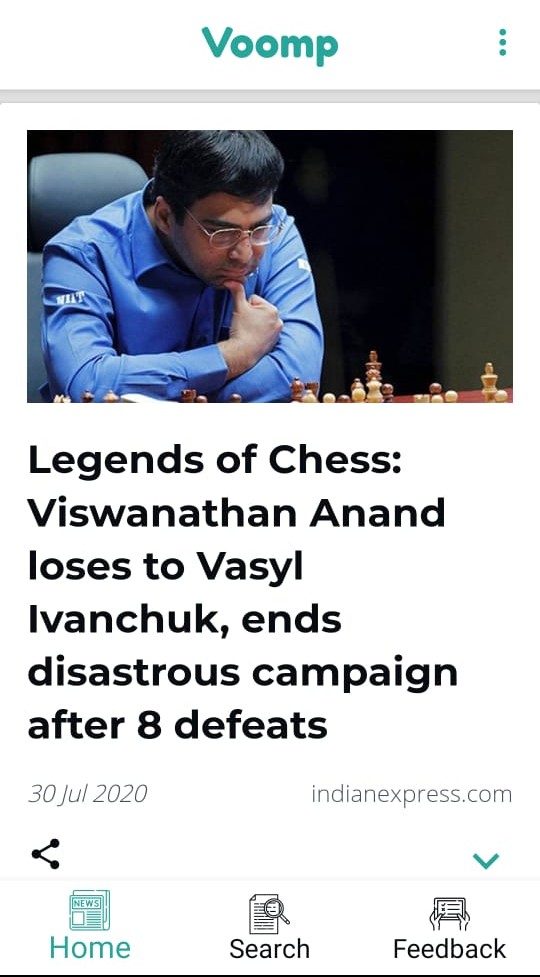 Voomp
NIIT
Legends of Chess:
Viswanathan Anand
loses to Vasyl
Ivanchuk, ends
disastrous campaign
after 8 defeats
30 Jul 2020 indianexpress.com
NEWS
Home Search Feedback